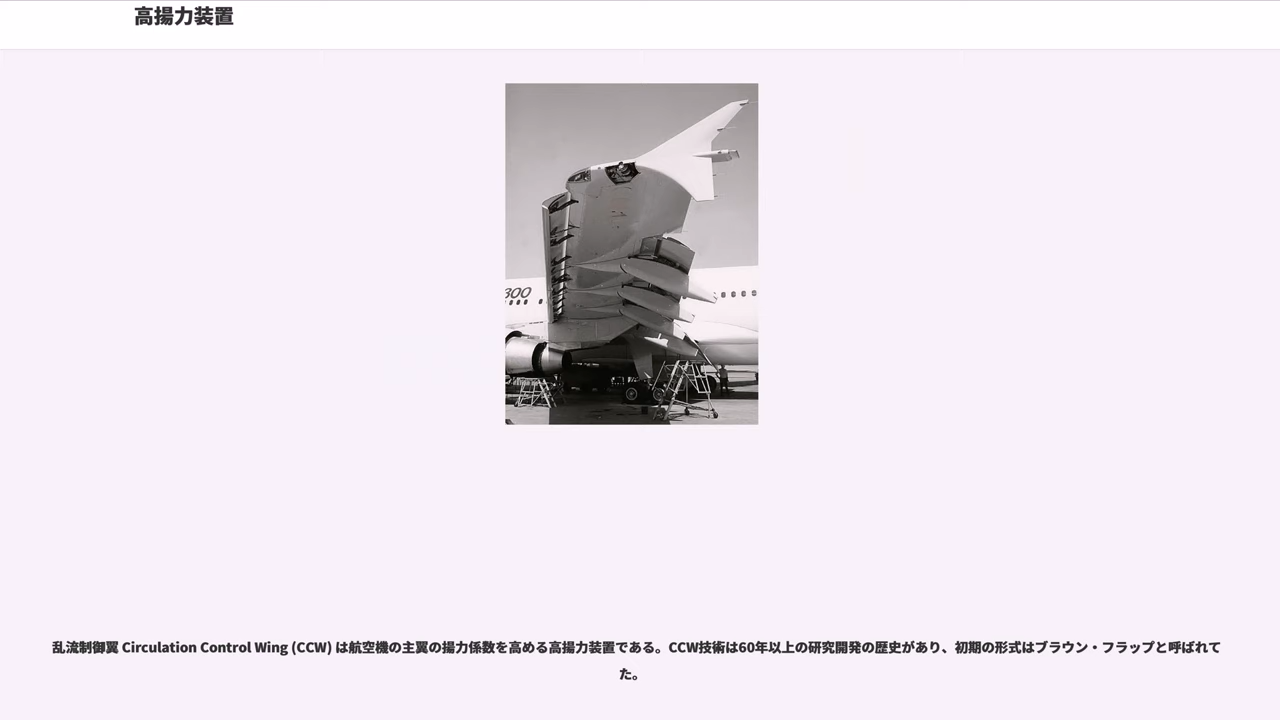 高揚力装置
300
乱流制御翼 Circulation Control Wing (CCW) は航空機の主翼の揚力係数を高める高揚力装置である。CCW技術は60年以上の研究開発の歴史があり、初期の形式はブラウン・フラップと呼ばれて
た。